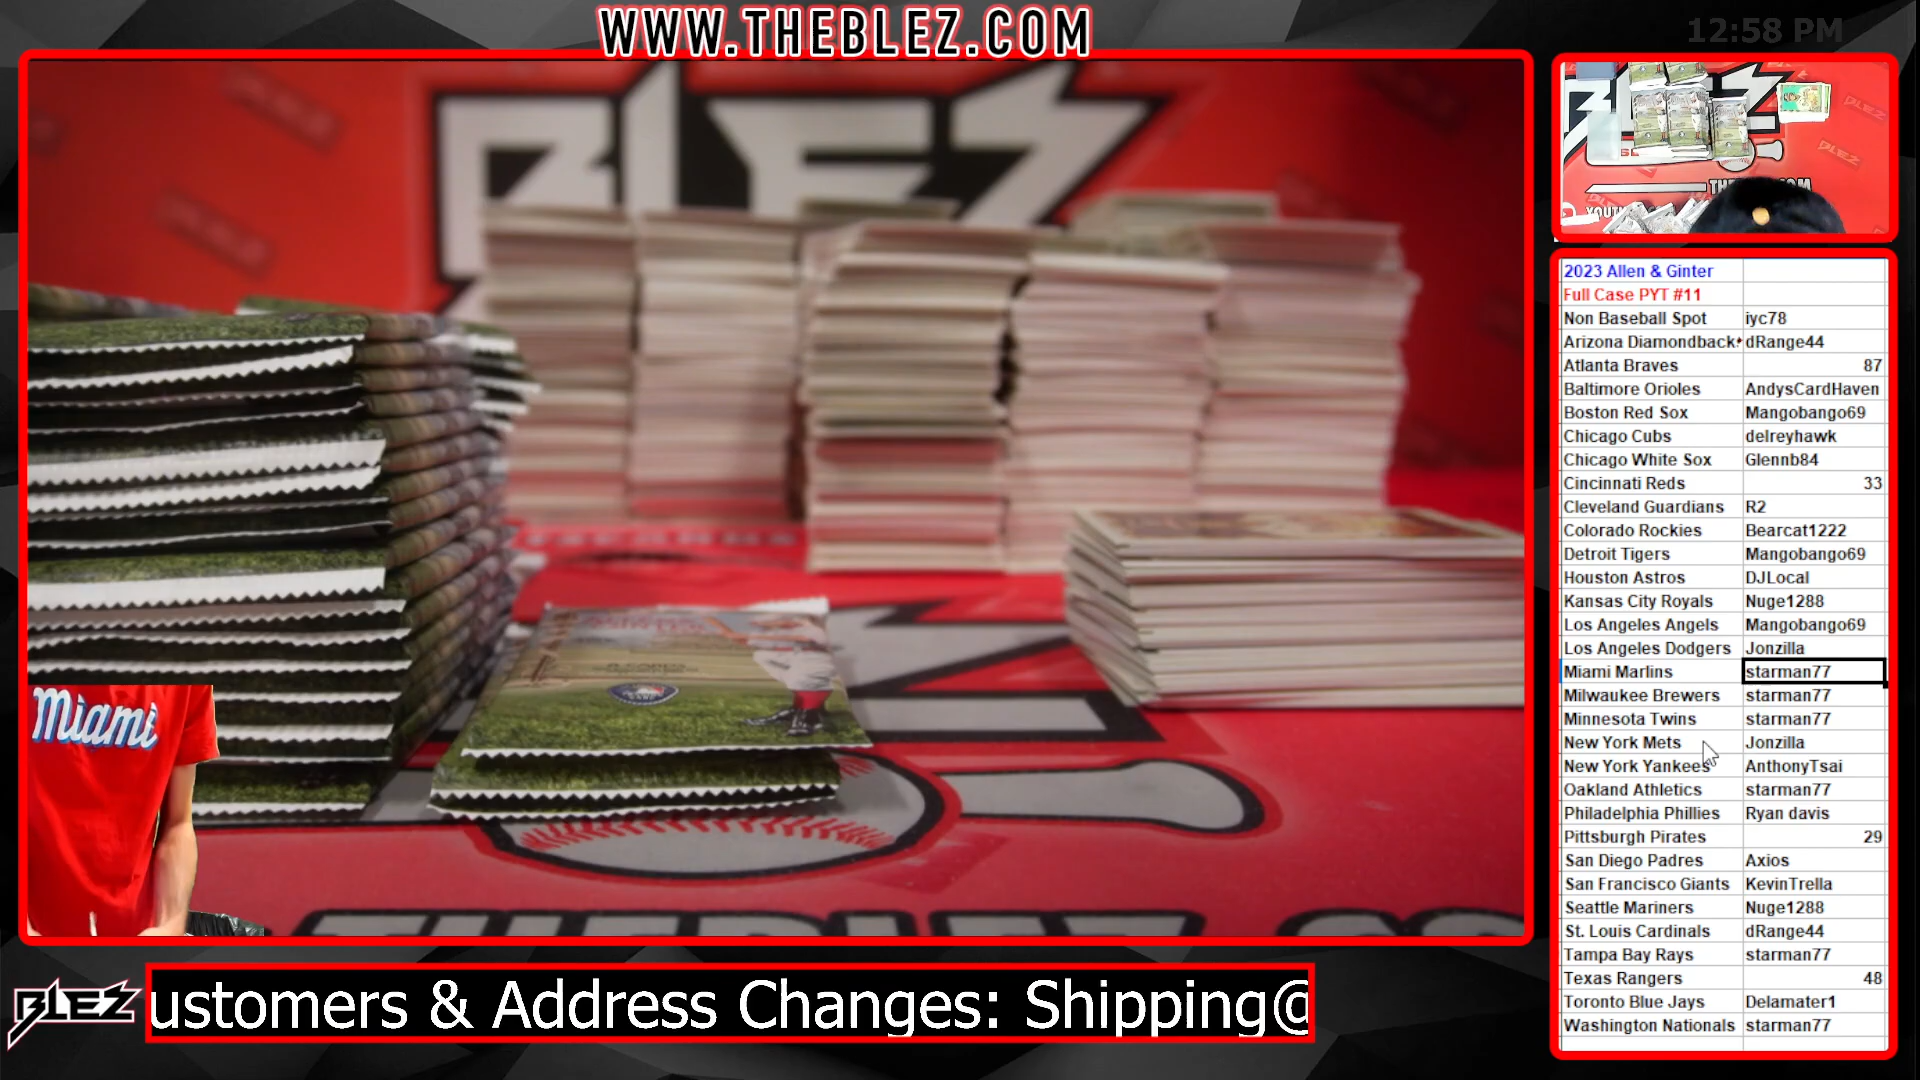 WWW.THEBLEZ.COM
12:58 PM
BLEZ
BLEZ
2023 Allen & Ginter
Full Case PYT #11
Non Baseball Spot iyc78
Arizona Diamondback dRange44
Atlanta Braves 87
Baltimore Orioles AndysCardHaven
Boston Red Sox Mangobango69
Chicago Cubs delreyhawk
Chicago White Sox Glennb84
Cincinnati Reds 33
Cleveland Guardians R2
Colorado Rockies Bearcat1222
Detroit Tigers Mangobango69
Houston Astros DJLocal
Kansas City Royals Nuge1288
Los Angeles Angels Mangobango69
Los Angeles Dodgers Jonzilla
Miami Marlins starman77
Milwaukee Brewers starman77
Minnesota Twins starman77
New York Mets Jonzilla
New York Yankees AnthonyTsai
Oakland Athletics starman77
Philadelphia Phillies Ryan davis
Pittsburgh Pirates 29
San Diego Padres Axios
San Francisco Giants KevinTrella
Seattle Mariners Nuge1288
St. Louis Cardinals dRange44
Tampa Bay Rays starman77
Texas Rangers 48
Toronto Blue Jays Delamater1
Washington Nationals starman77
Miami
BLEZ
ustomers & Address Changes: Shipping@